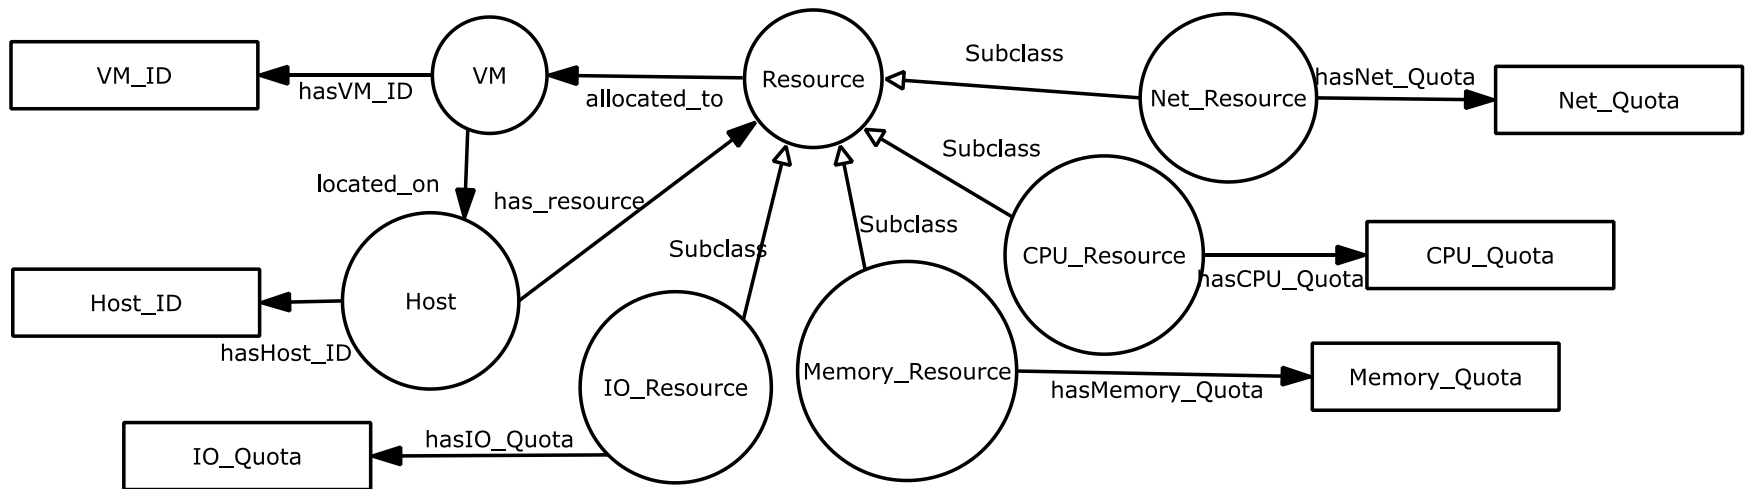 VM_ID
hasVM_ID
VM
allocated_to
Resource
Subclass
Net_Resource
hasNet_Quota
Net_Quota
Subclass
located_on
has_resource
Subclass
Subclass
CPU_Resource
hasCPU_Quota
CPU_Quota
Host_ID
hasHost_ID
Host
IO_Resource
Memory_Resource
hasMemory_Quota
Memory_Quota
IO_Quota
hasIO_Quota